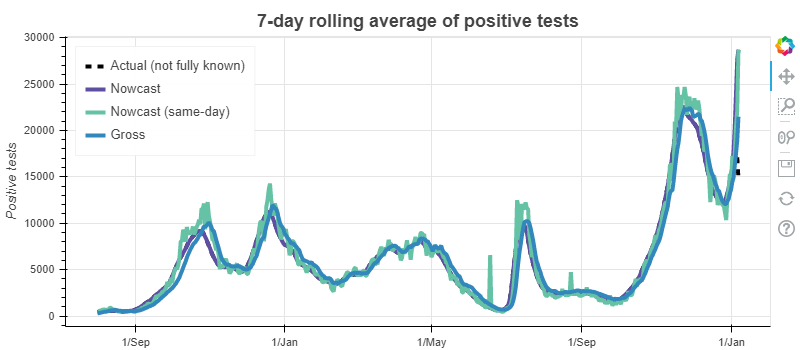 7-day rolling average of positive tests
30000
25000
20000
15000
10000
5000
0
Positive tests
Actual (not fully known)
Nowcast
Nowcast (same-day)
Gross
1/Sep
1/Jan
1/May
1/Sep
1/Jan